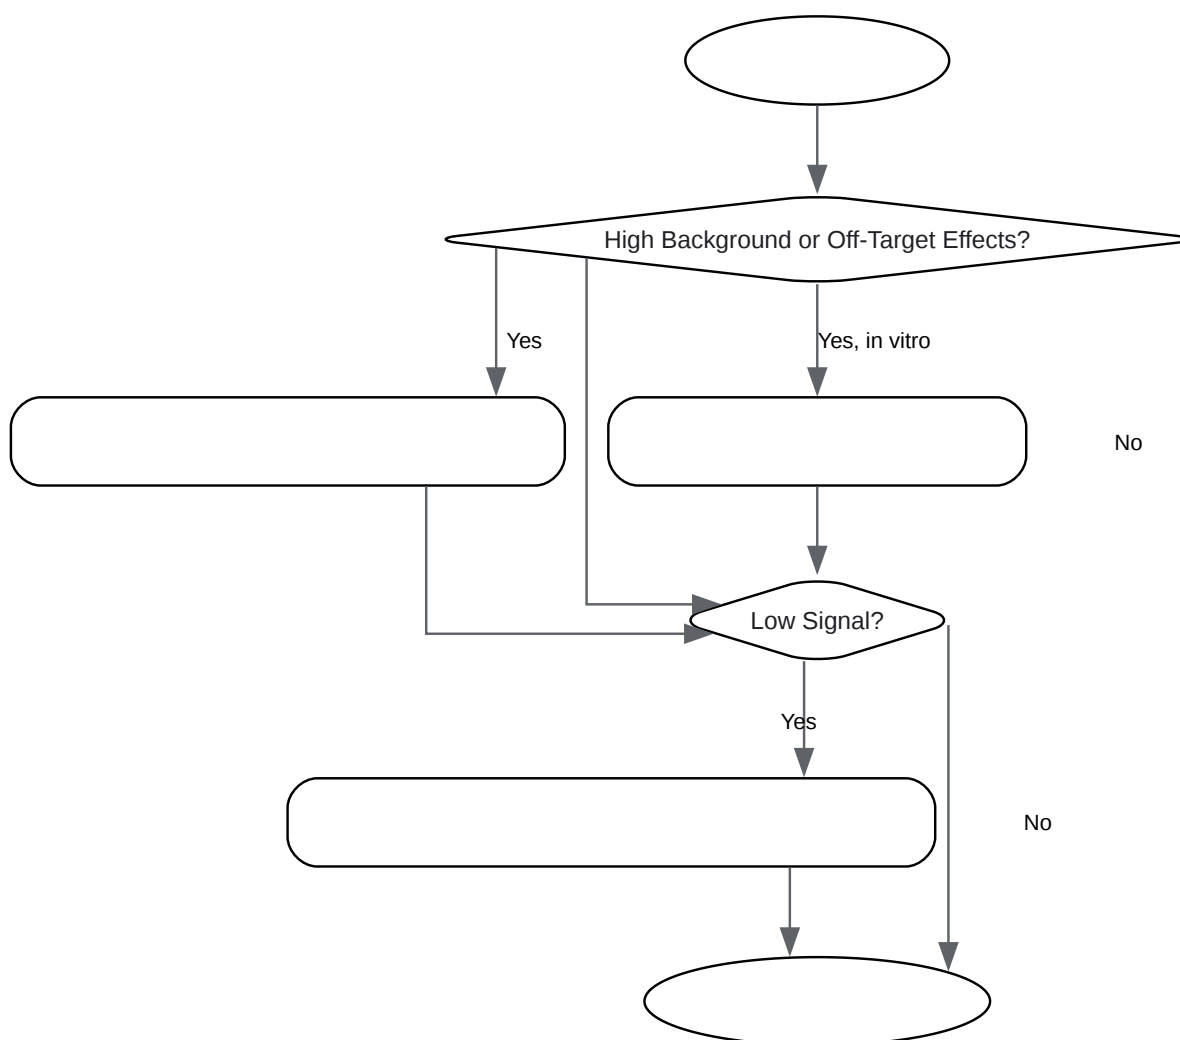 High Background or Off-Target Effects?
Yes
Yes, in vitro
No
Low Signal?
Yes
No